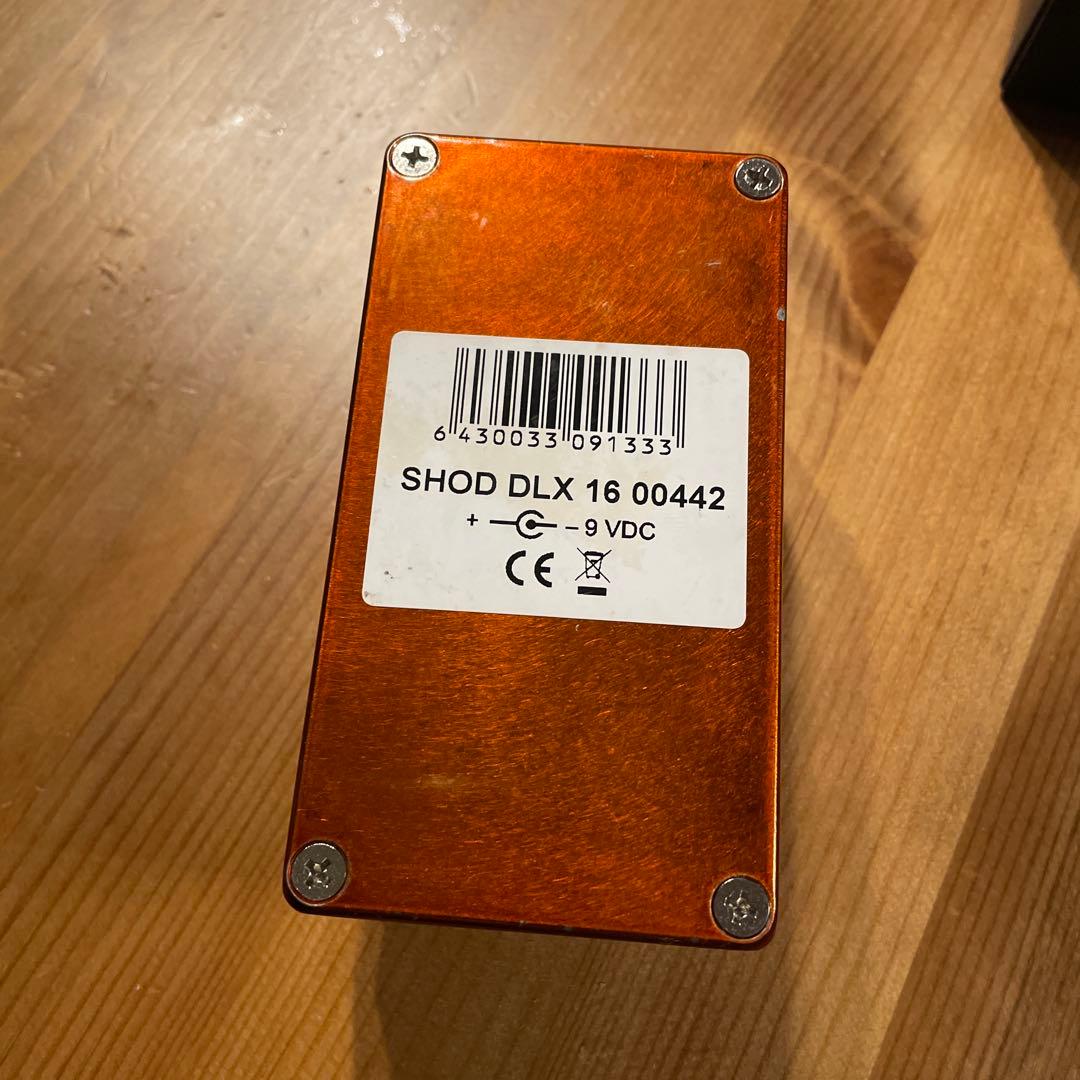 6 430033 091333
SHOD DLX 16 00442
+ – 9 VDC
CE